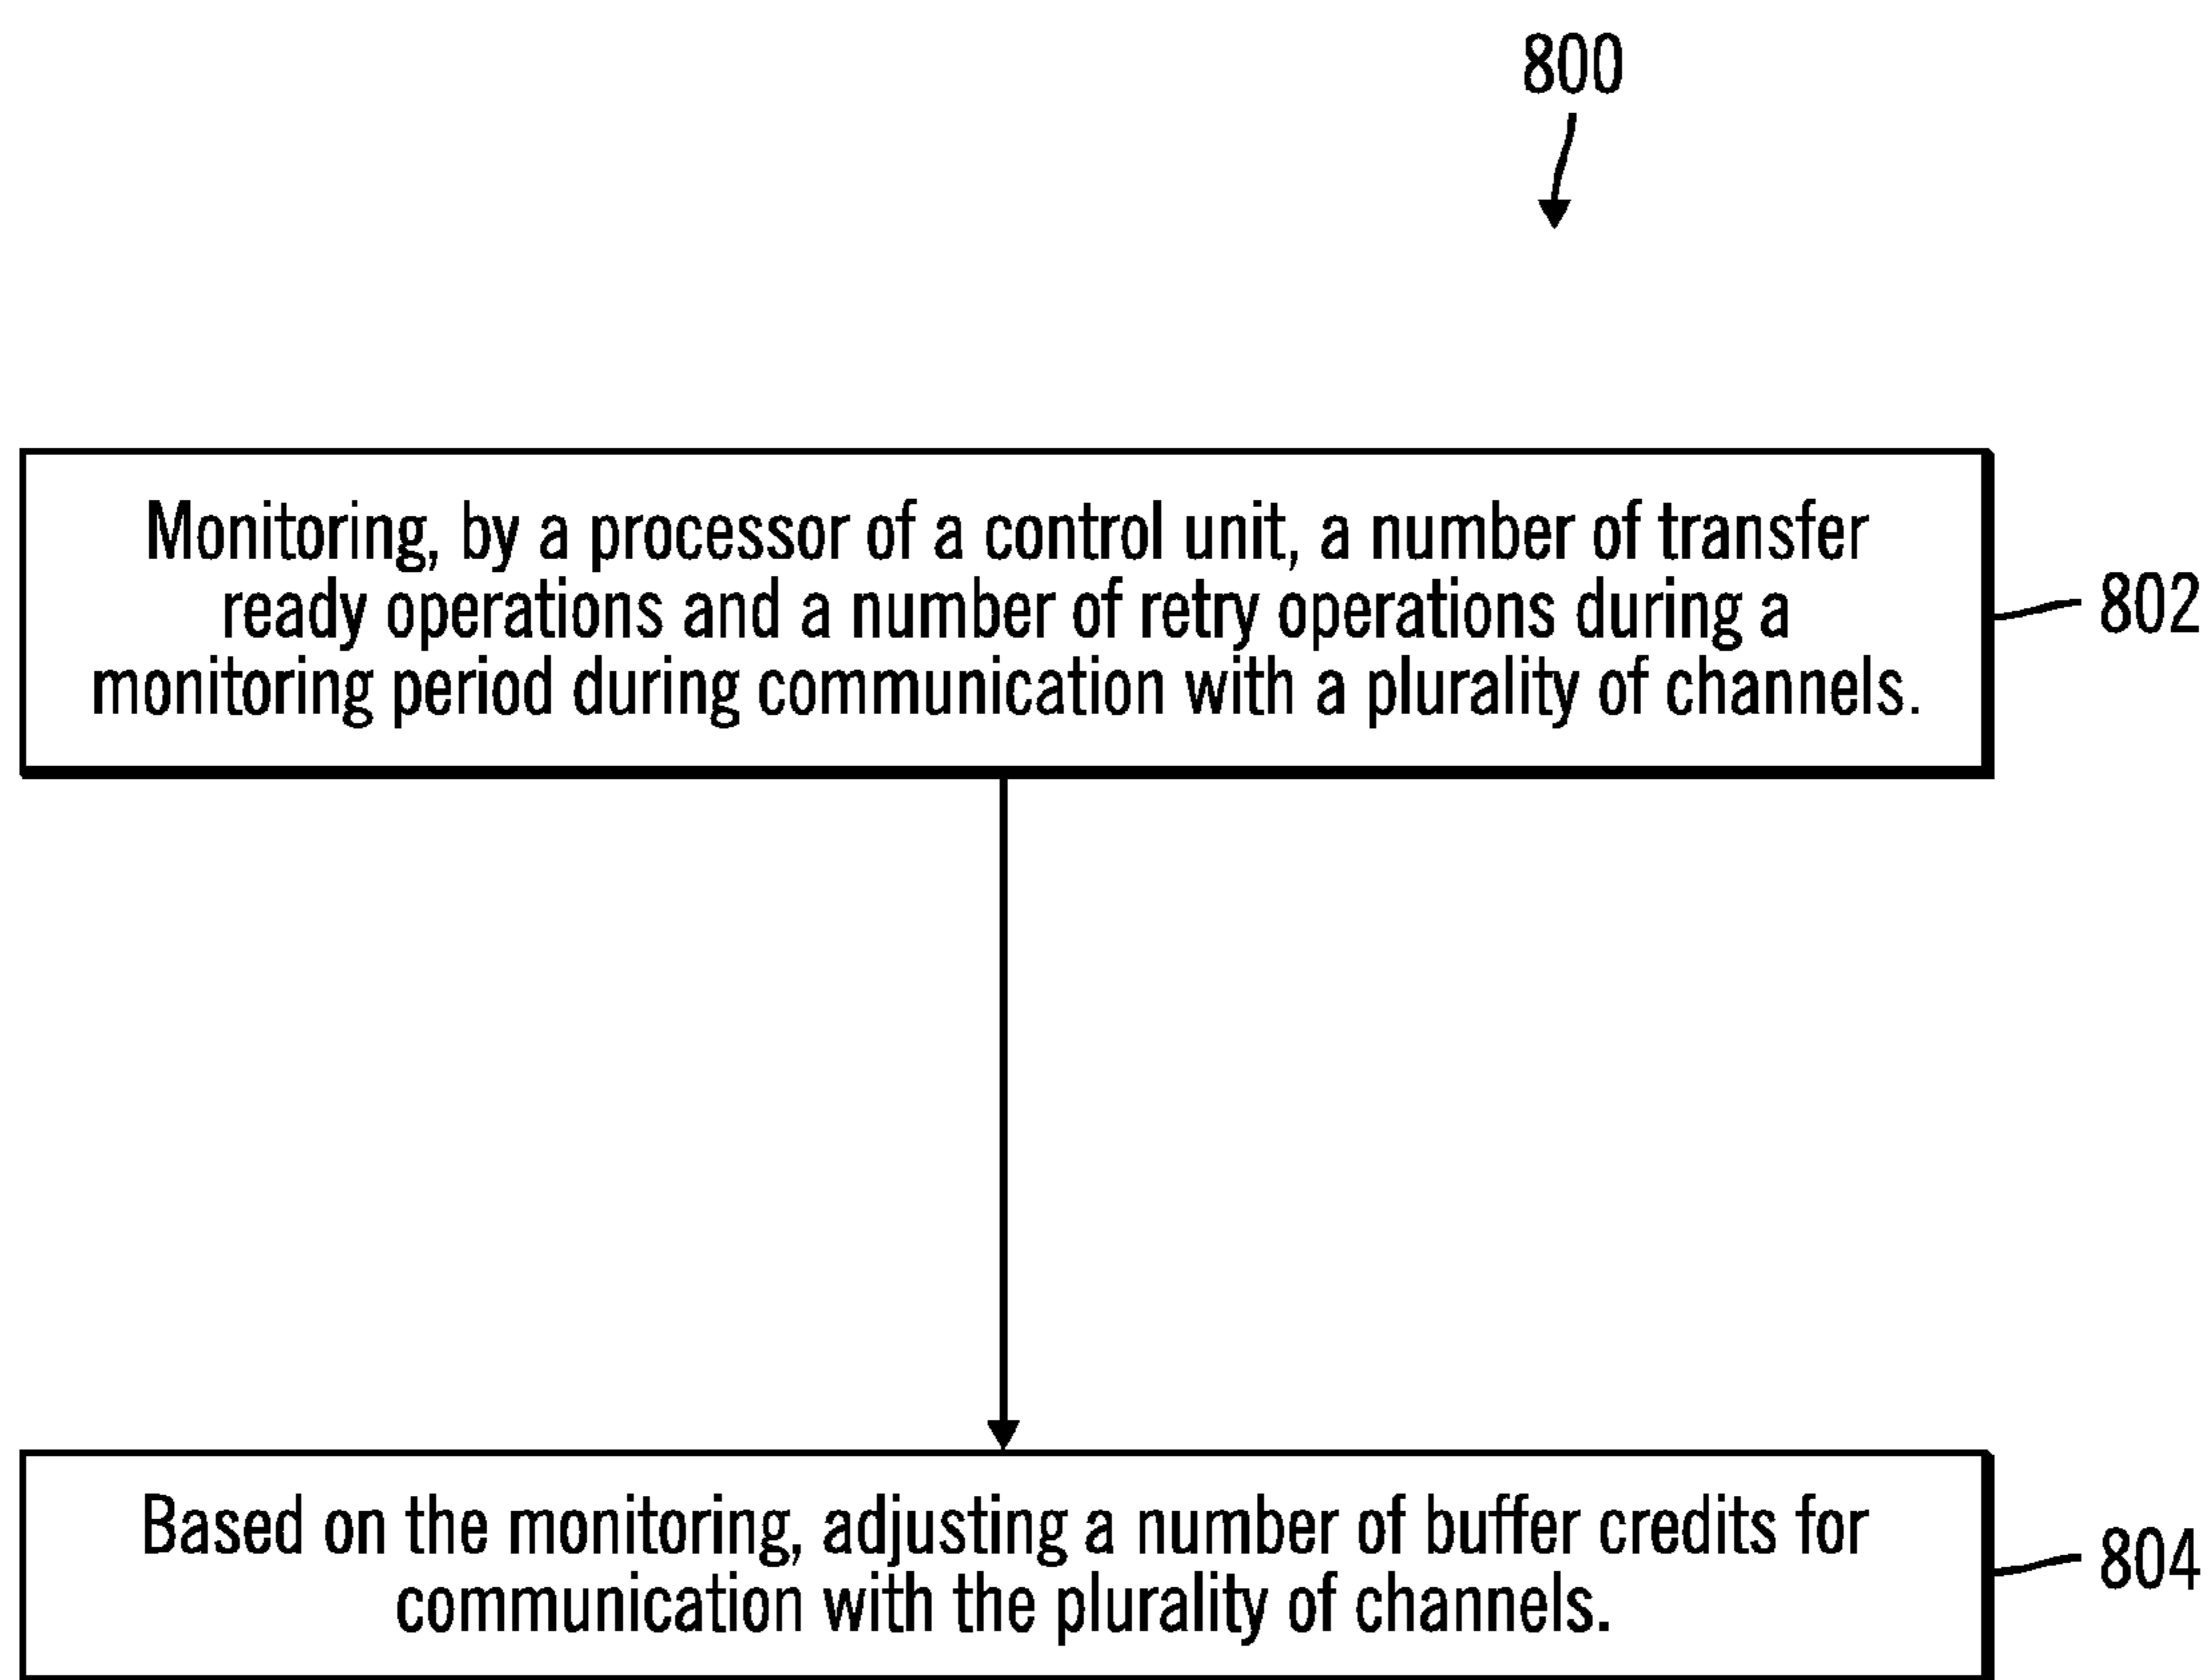 800
Monitoring, by a processor of a control unit, a number of transfer
ready operations and a number of retry operations during a
monitoring period during communication with a plurality of channels.
802
Based on the monitoring, adjusting a number of buffer credits for
communication with the plurality of channels.
804